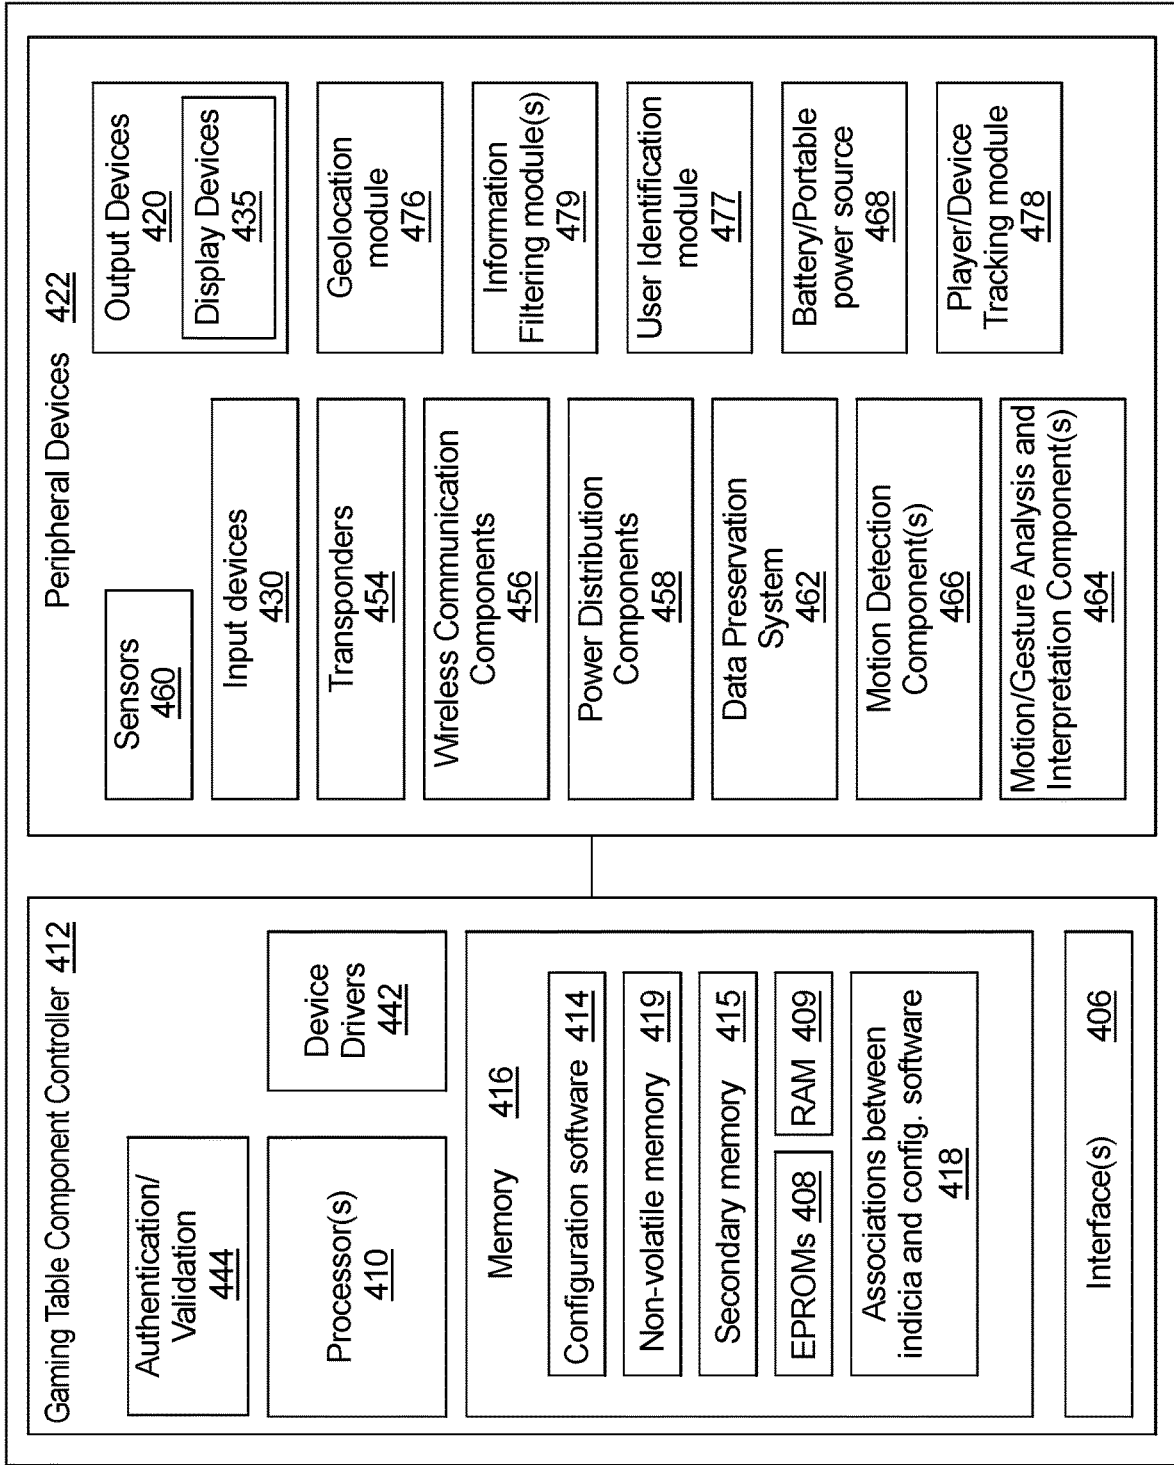 Gaming Table Component Controller 412
Authentication/
Validation
444
Processor(s)
410
Device
Drivers
442
Memory 416
Configuration software 414
Non-volatile memory 419
Secondary memory 415
EPROMs 408
RAM 409
Associations between
indicia and config. software
418
Interface(s) 406
Peripheral Devices 422
Sensors
460
Input devices
430
Transponders
454
Wireless Communication
Components
456
Power Distribution
Components
458
Data Preservation
System
462
Motion Detection
Component(s)
466
Motion/Gesture Analysis and
Interpretation Component(s)
464
Output Devices
420
Display Devices
435
Geolocation
module
476
Information
Filtering module(s)
479
User Identification
module
477
Battery/Portable
power source
468
Player/Device
Tracking module
478